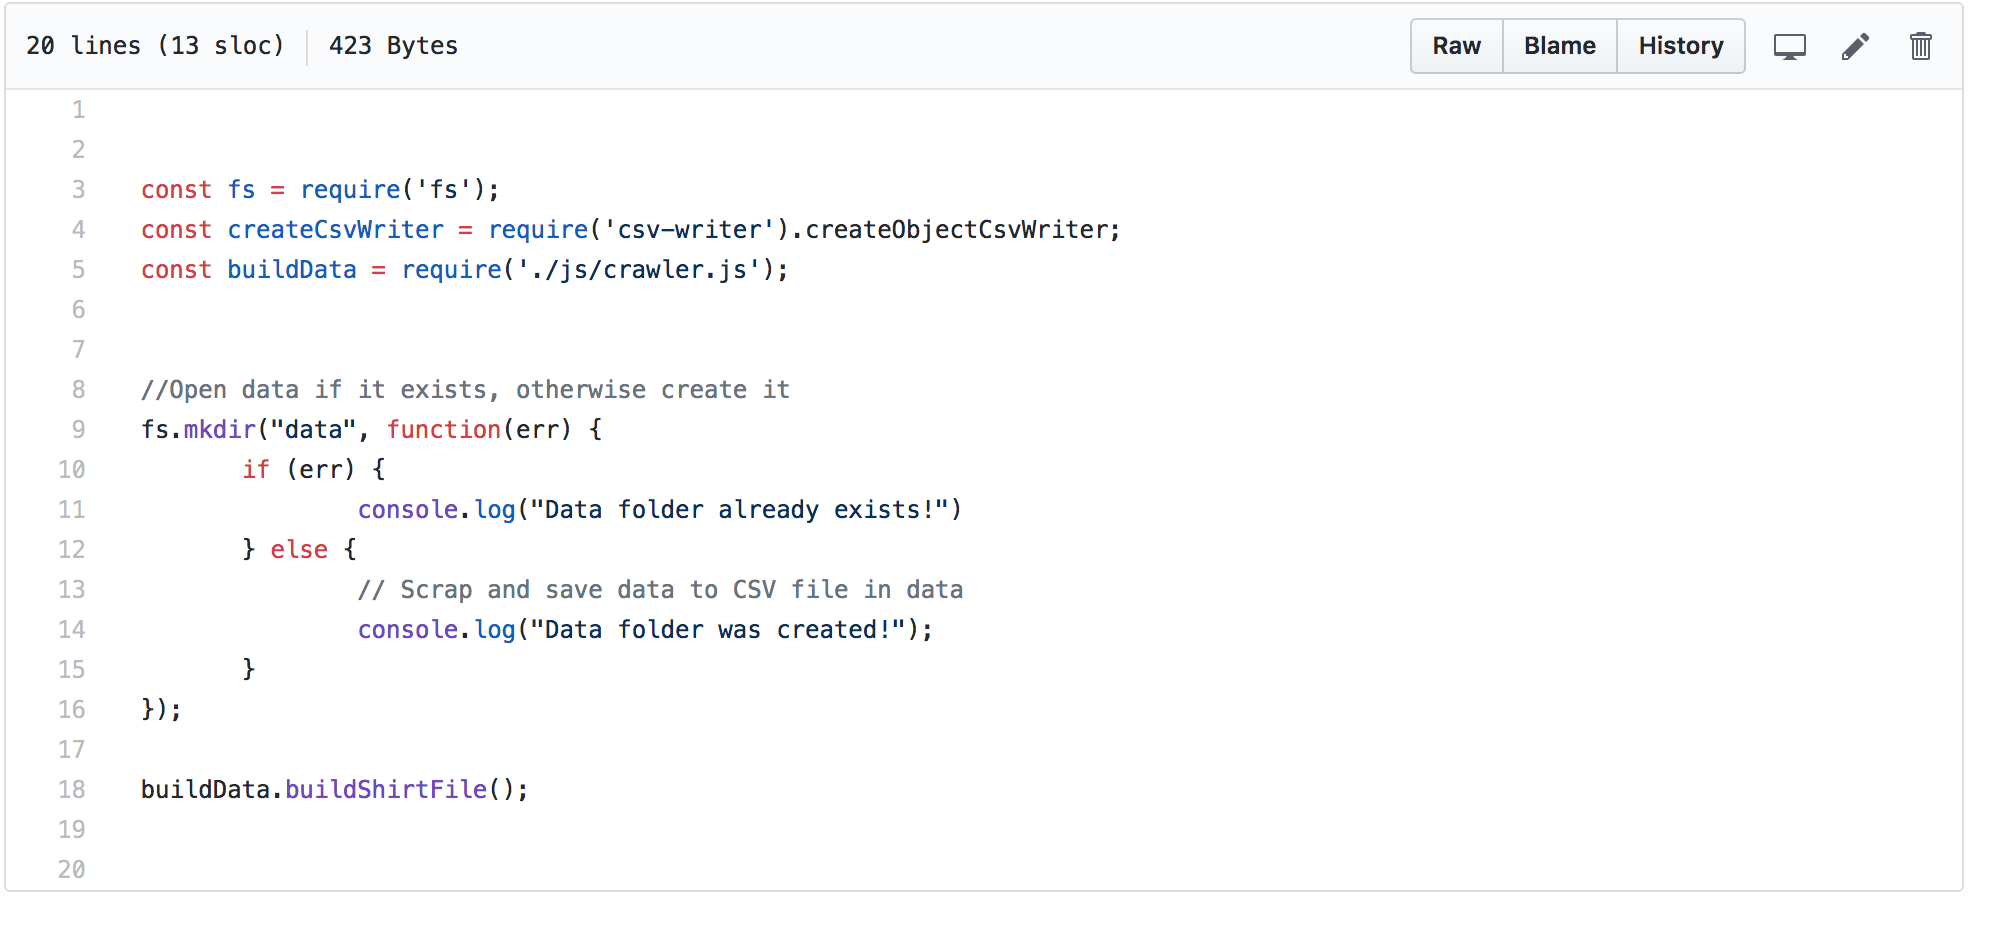 20 lines (13 sloc) 423 Bytes Raw Blame History
1
2
3 const fs = require('fs');
4 const createCsvWriter = require('csv-writer').createObjectCsvWriter;
5 const buildData = require('./js/crawler.js');
6
7
8 //Open data if it exists, otherwise create it
9 fs.mkdir("data", function(err) {
10 if (err) {
11 console.log("Data folder already exists!")
12 } else {
13 // Scrap and save data to CSV file in data
14 console.log("Data folder was created!");
15 }
16 });
17
18 buildData.buildShirtFile();
19
20